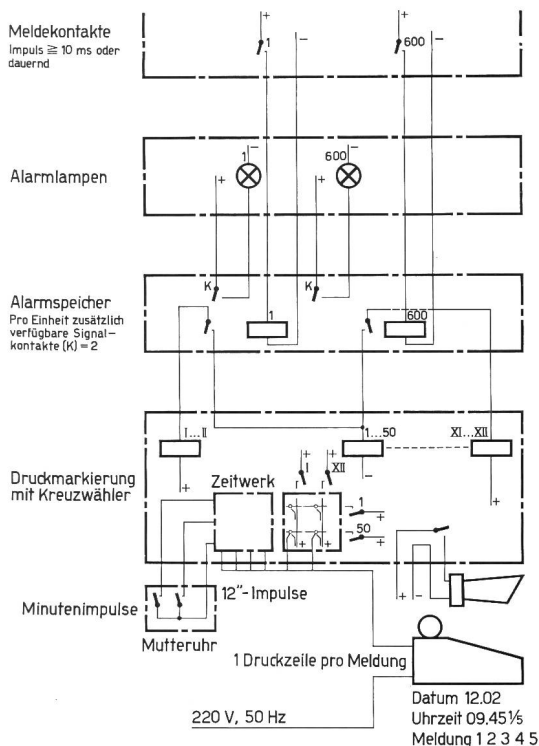 Meldekontakte
Impuls ≧ 10 ms oder
dauernd
+
1
−
+
600
−
Alarmlampen
+
1
−
+
600
−
Alarmspeicher
Pro Einheit zusätzlich
verfügbare Signal-
kontakte (K) = 2
K
1
K
600
Druckmarkierung
mit Kreuzwähler
I...II
+
Zeitwerk
+
I
+
XII
1...50
−
XI...XII
+
1
+
50
+
+
+
+
−
Minutenimpulse
12"-Impulse
Mutteruhr
1 Druckzeile pro Meldung
220 V, 50 Hz
Datum 12.02
Uhrzeit 09.45 1/5
Meldung 1 2 3 4 5